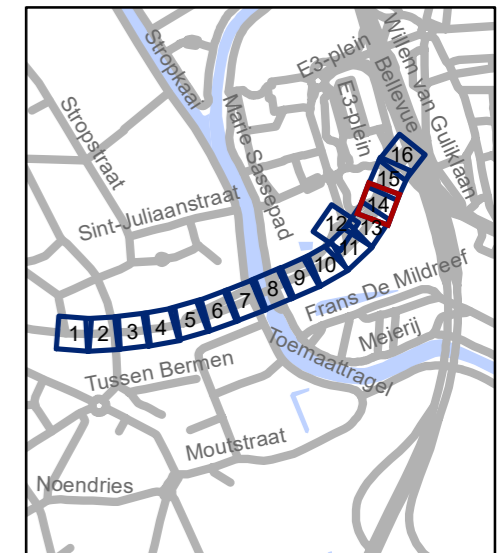 Stropkaai
E3-plein
Willem van Guliklaan
Bellevue
Stropstraat
Marie Sassepad
E3-plein
Sint-Juliaanstraat
16
15
14
12
13
11
10
9
8
7
6
5
4
3
2
1
Frans De Mildreef
Meierij
Toemaattragel
Tussen Bermen
Moutstraat
Noendries